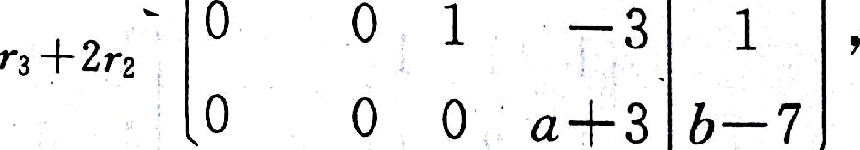 0 0 1 −3 | 1
r₃+2r₂
,
0 0 0 a+3 | b−7